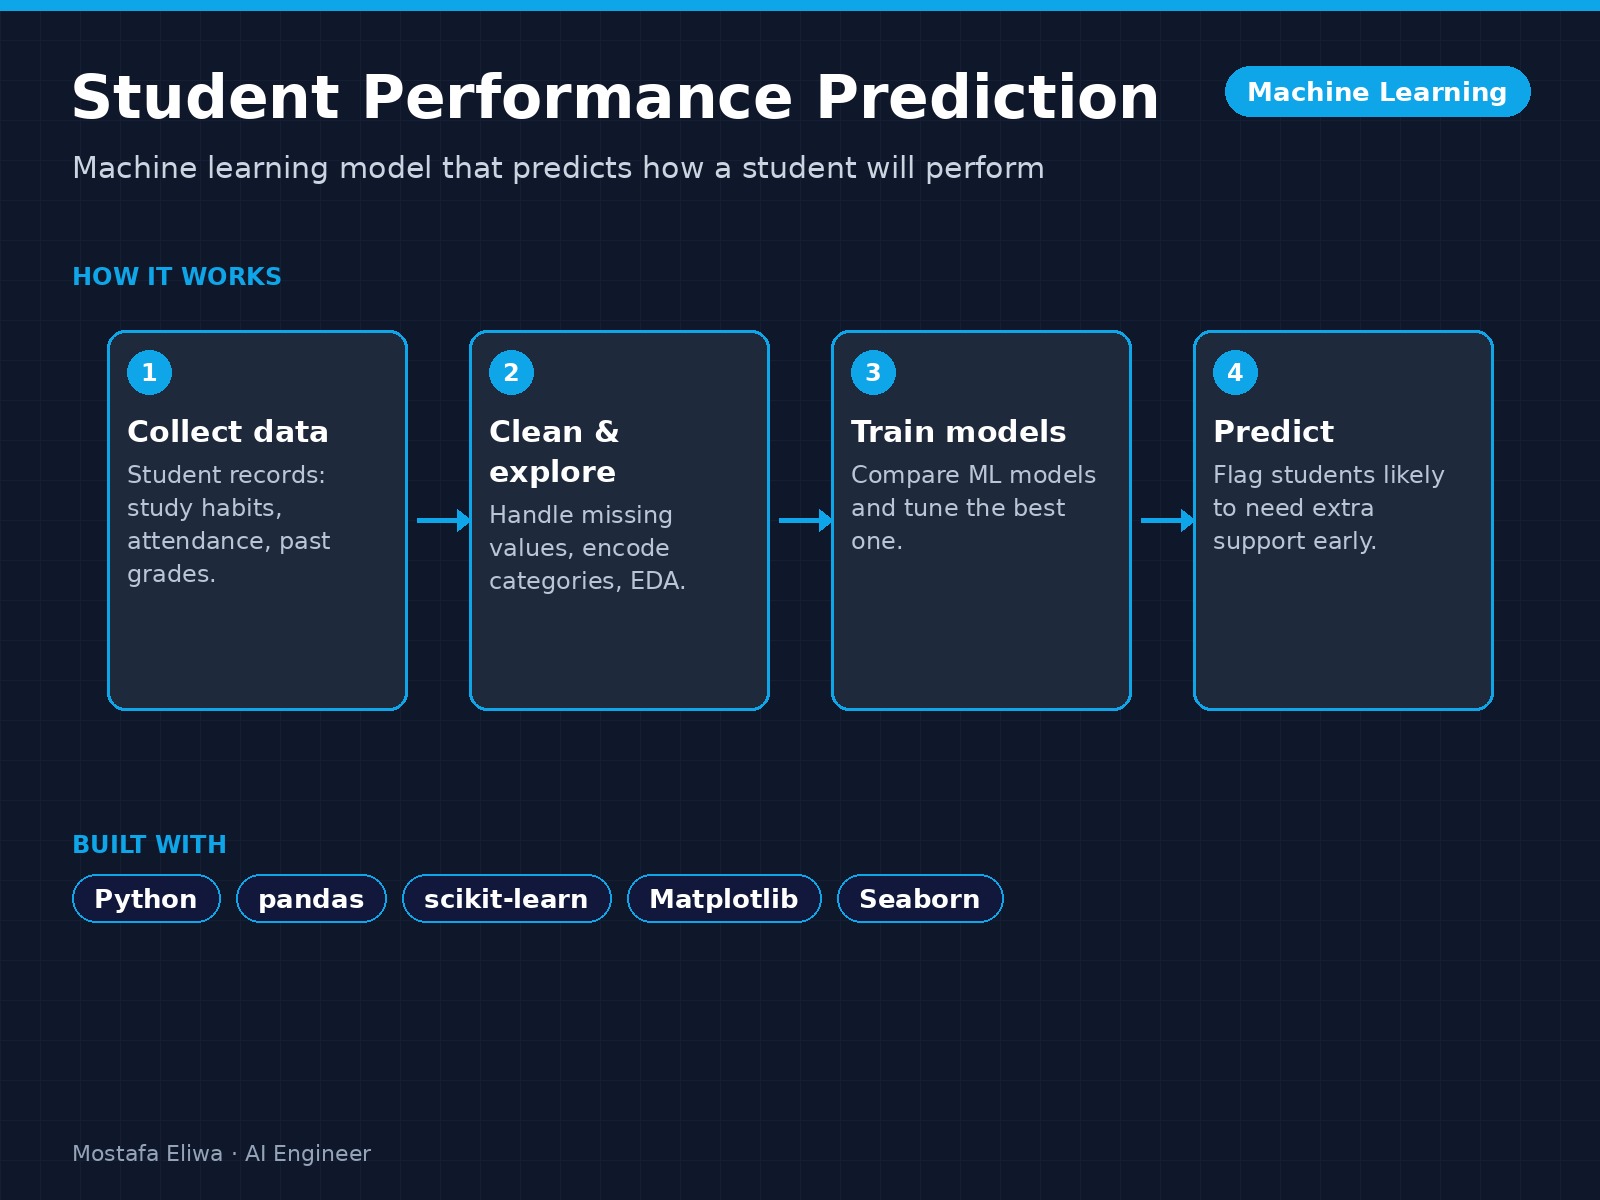 Student Performance Prediction
Machine Learning
Machine learning model that predicts how a student will perform
HOW IT WORKS
1
Collect data
Student records:
study habits,
attendance, past
grades.
2
Clean &
explore
Handle missing
values, encode
categories, EDA.
3
Train models
Compare ML models
and tune the best
one.
4
Predict
Flag students likely
to need extra
support early.
BUILT WITH
Python
pandas
scikit-learn
Matplotlib
Seaborn
Mostafa Eliwa · AI Engineer